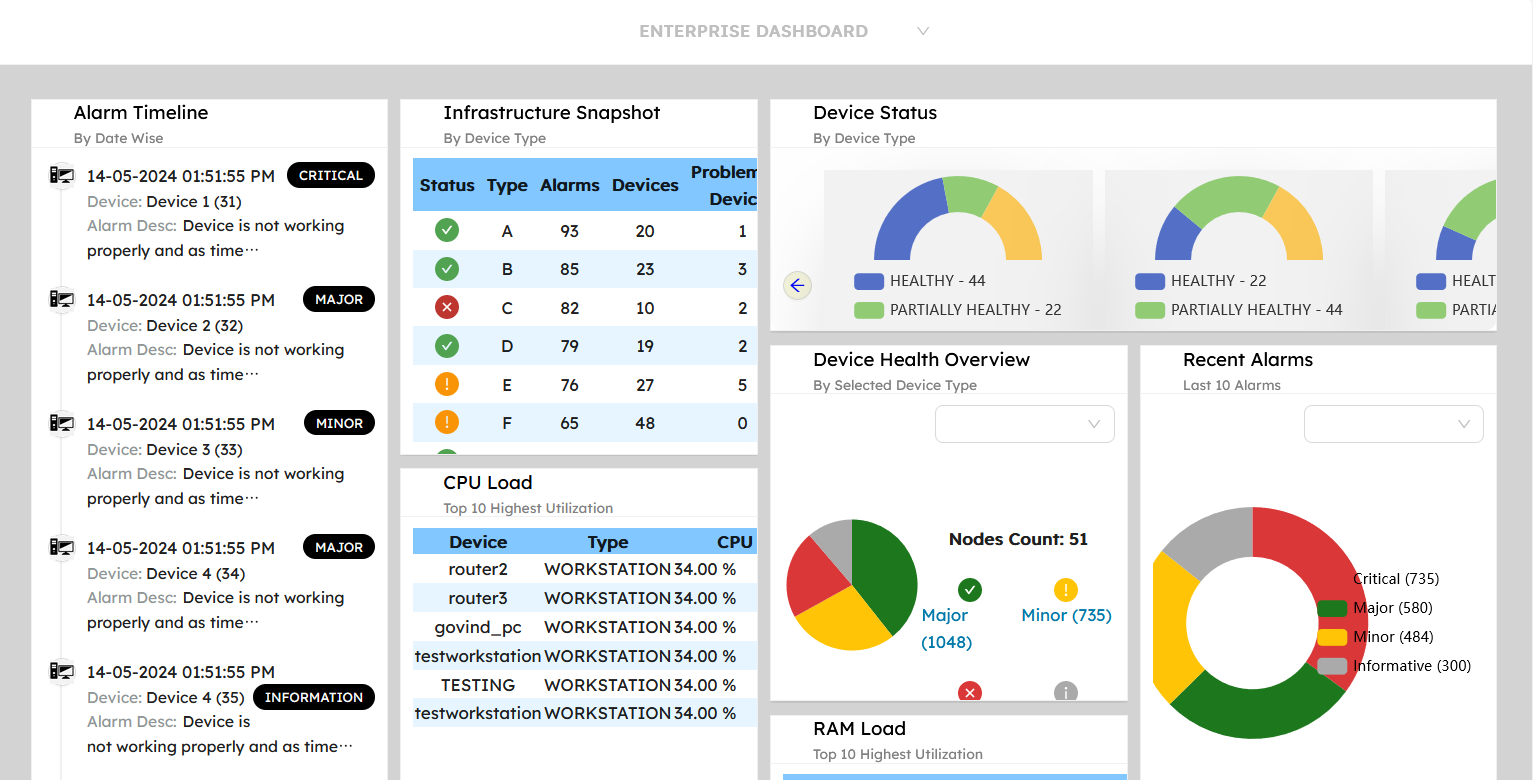 ENTERPRISE DASHBOARD
Alarm Timeline
By Date Wise
14-05-2024 01:51:55 PM CRITICAL
Device: Device 1 (31)
Alarm Desc: Device is not working
properly and as time···
14-05-2024 01:51:55 PM MAJOR
Device: Device 2 (32)
Alarm Desc: Device is not working
properly and as time···
14-05-2024 01:51:55 PM MINOR
Device: Device 3 (33)
Alarm Desc: Device is not working
properly and as time···
14-05-2024 01:51:55 PM MAJOR
Device: Device 4 (34)
Alarm Desc: Device is not working
properly and as time···
14-05-2024 01:51:55 PM
Device: Device 4 (35) INFORMATION
Alarm Desc: Device is
not working properly and as time···
Infrastructure Snapshot
By Device Type
Status Type Alarms Devices Problem
Devic
A 93 20 1
B 85 23 3
C 82 10 2
D 79 19 2
E 76 27 5
F 65 48 0
CPU Load
Top 10 Highest Utilization
Device Type CPU
router2 WORKSTATION 34.00 %
router3 WORKSTATION 34.00 %
govind_pc WORKSTATION 34.00 %
testworkstation WORKSTATION 34.00 %
TESTING WORKSTATION 34.00 %
testworkstation WORKSTATION 34.00 %
Device Status
By Device Type
HEALTHY - 44
PARTIALLY HEALTHY - 22
HEALTHY - 22
PARTIALLY HEALTHY - 44
HEALT
PARTIA
Device Health Overview
By Selected Device Type
Nodes Count: 51
Major
(1048)
Minor (735)
RAM Load
Top 10 Highest Utilization
Recent Alarms
Last 10 Alarms
Critical (735)
Major (580)
Minor (484)
Informative (300)